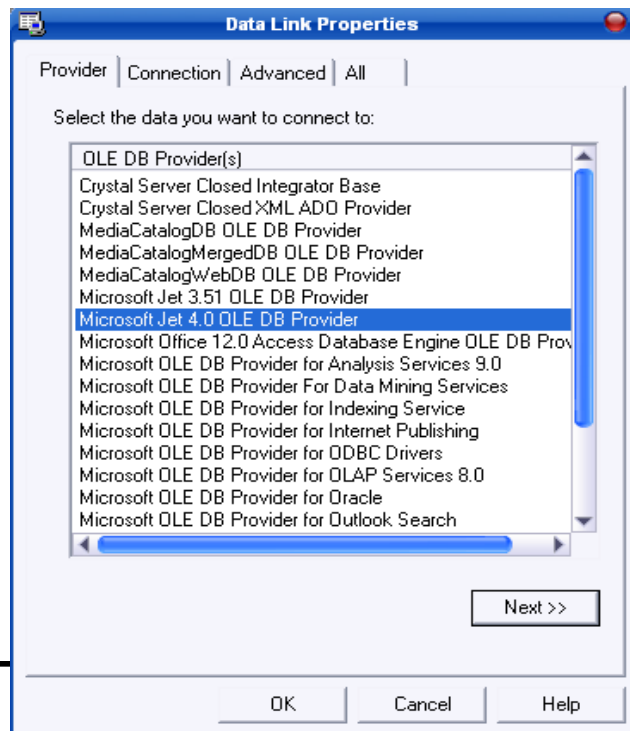 Data Link Properties
Provider Connection Advanced All
Select the data you want to connect to:
OLE DB Provider(s)
Crystal Server Closed Integrator Base
Crystal Server Closed XML ADO Provider
MediaCatalogDB OLE DB Provider
MediaCatalogMergedDB OLE DB Provider
MediaCatalogWebDB OLE DB Provider
Microsoft Jet 3.51 OLE DB Provider
Microsoft Jet 4.0 OLE DB Provider
Microsoft Office 12.0 Access Database Engine OLE DB Prov
Microsoft OLE DB Provider for Analysis Services 9.0
Microsoft OLE DB Provider For Data Mining Services
Microsoft OLE DB Provider for Indexing Service
Microsoft OLE DB Provider for Internet Publishing
Microsoft OLE DB Provider for ODBC Drivers
Microsoft OLE DB Provider for OLAP Services 8.0
Microsoft OLE DB Provider for Oracle
Microsoft OLE DB Provider for Outlook Search
Next >>
OK Cancel Help